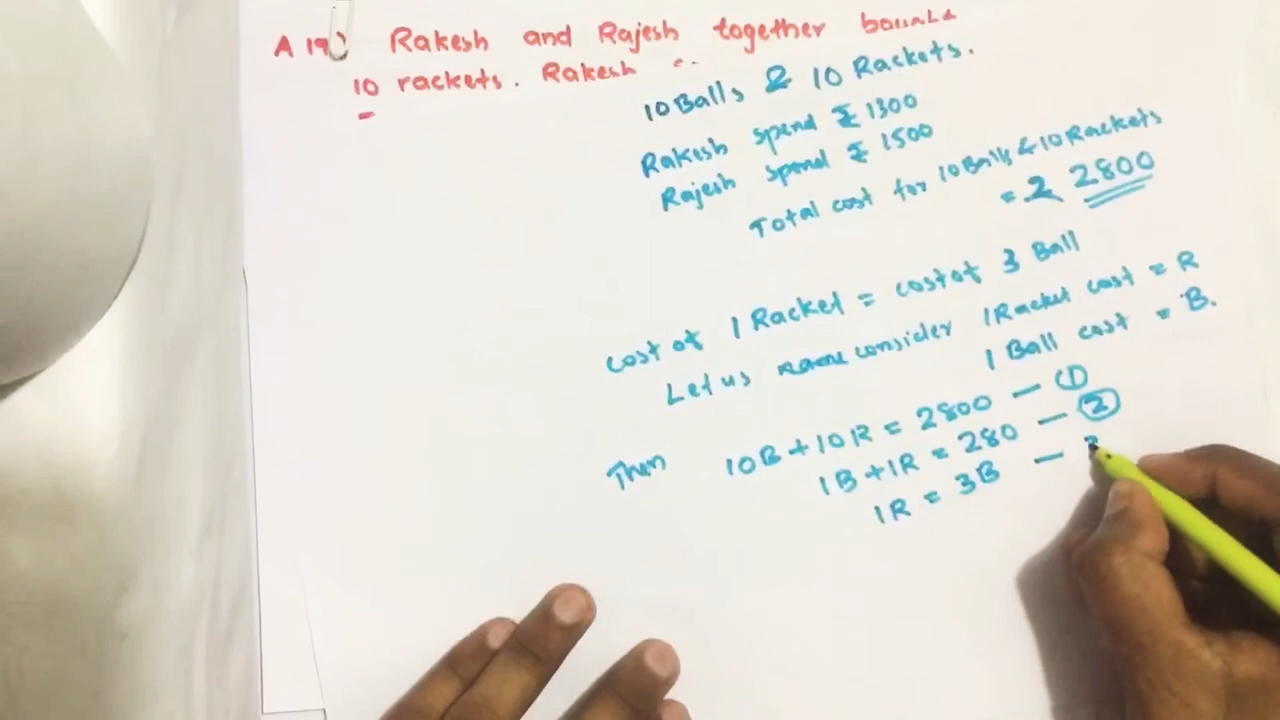 A 19) Rakesh and Rajesh together
10 rackets. Rakesh
10 Balls & 10 Rackets.
Rakesh spend ₹ 1300
Rajesh spend ₹ 1500
Total cost for 10 Balls & 10 Rackets
= ₹ 2800
cost of 1 Racket = cost of 3 Ball
Let us consider 1 Racket cost = R
1 Ball cost = B.
Then 10B + 10R = 2800 — ①
1B + 1R = 280 — ②
1R = 3B —